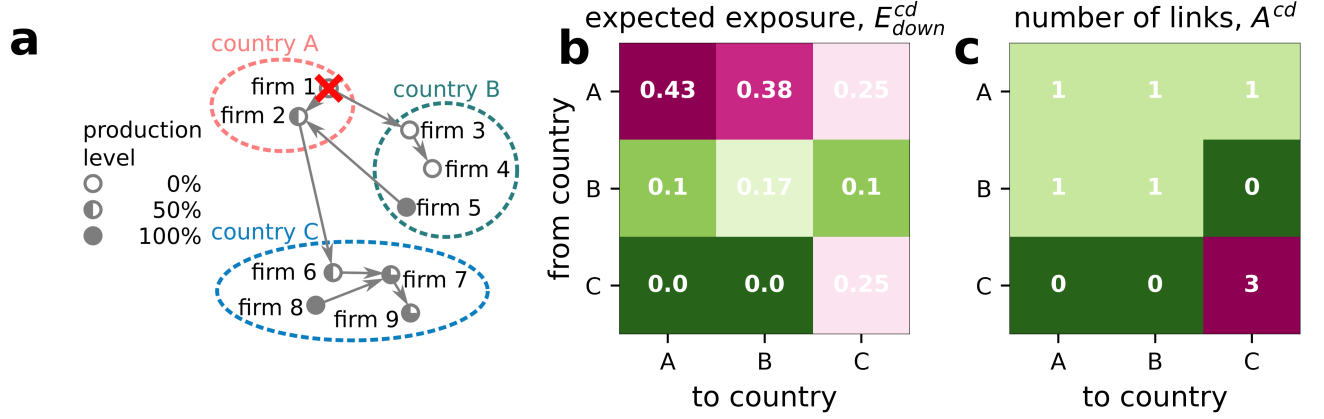 a
country A
firm 1
firm 2
country B
firm 3
firm 4
firm 5
production
level
0%
50%
100%
country C
firm 6
firm 7
firm 8
firm 9
b
expected exposure, E^{cd}_{down}
from country
A
0.43 0.38 0.25
B
0.1 0.17 0.1
C
0.0 0.0 0.25
A B C
to country
c
number of links, A^{cd}
A
1 1 1
B
1 1 0
C
0 0 3
A B C
to country